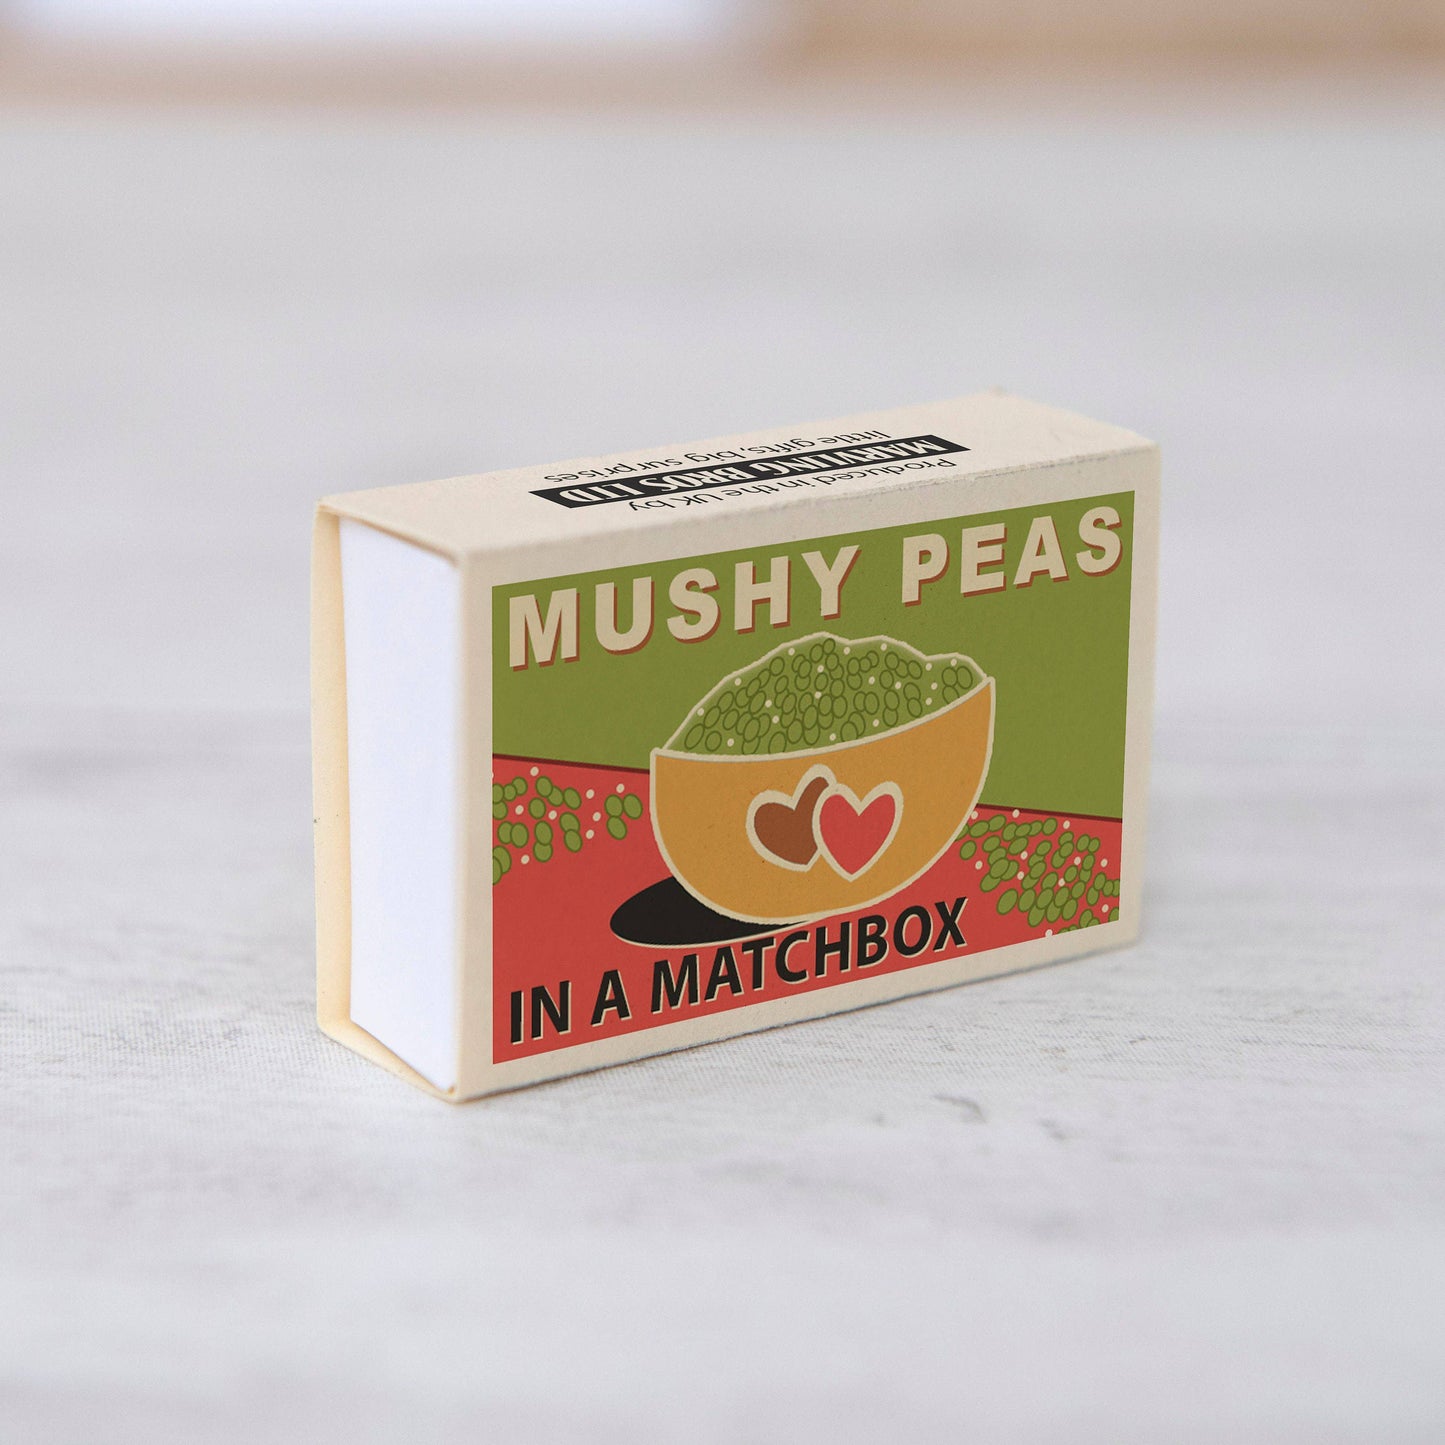 Produced in the UK by
MARVLING BROS LTD
little gifts, big surprises
MUSHY PEAS
IN A MATCHBOX